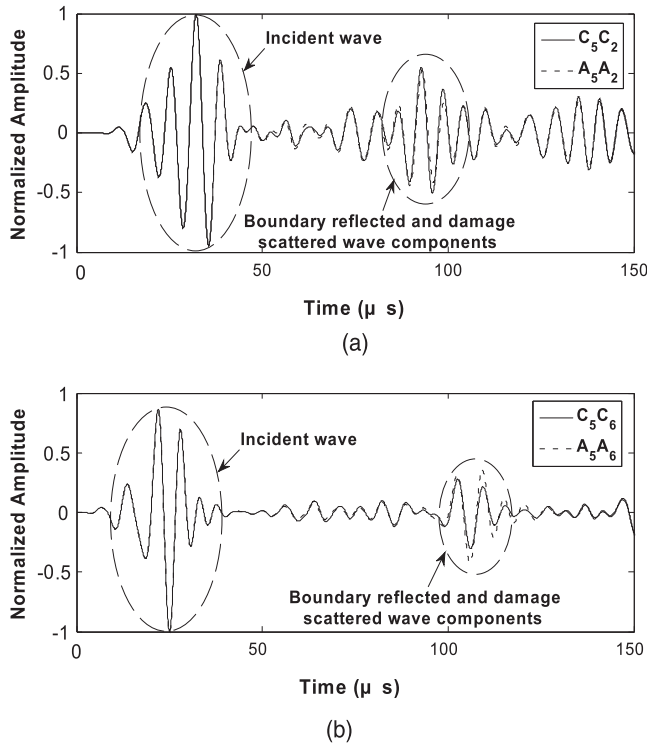 1
0.5
0
-0.5
-1
Normalized Amplitude
Incident wave
C5C2
A5A2
Boundary reflected and damage
scattered wave components
0
50
100
150
Time (µ s)
(a)
1
0.5
0
-0.5
-1
Normalized Amplitude
Incident wave
C5C6
A5A6
Boundary reflected and damage
scattered wave components
0
50
100
150
Time (µ s)
(b)